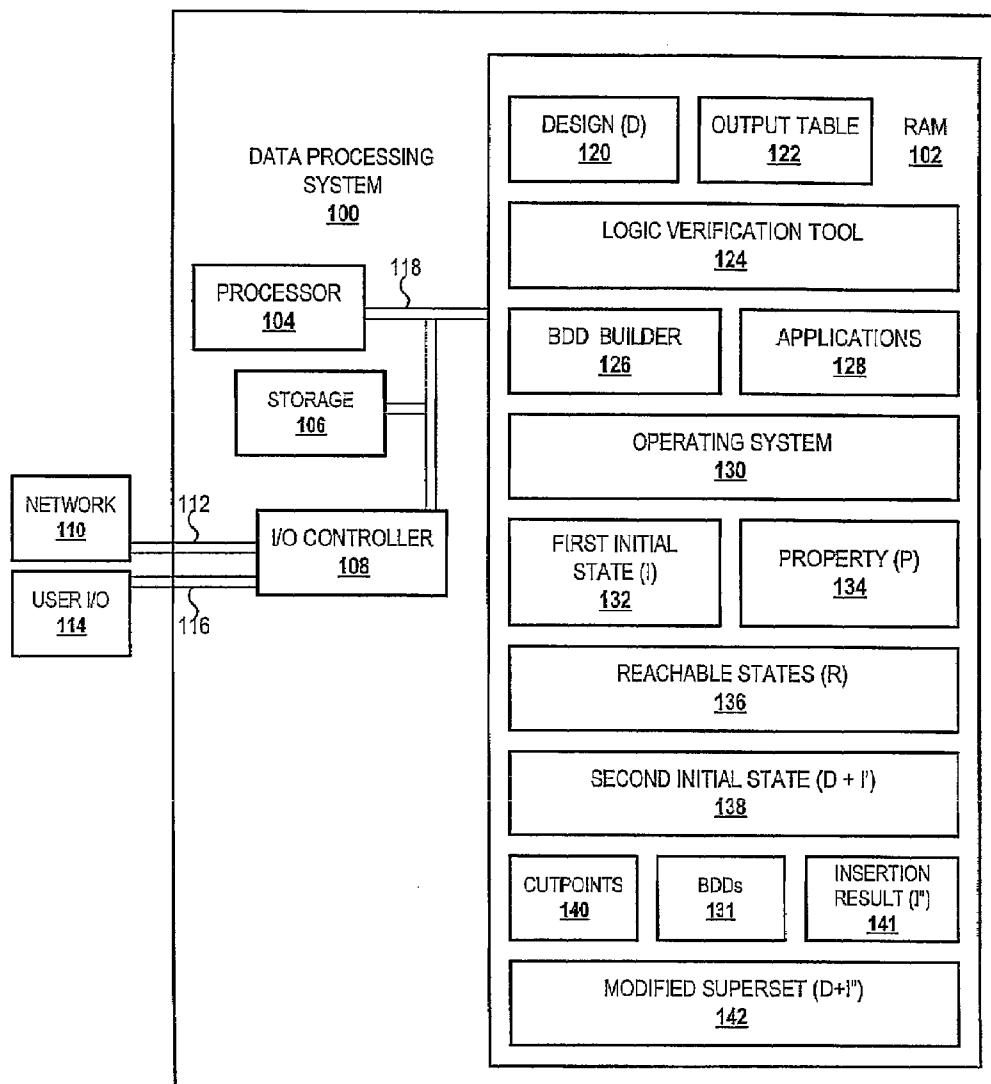 DATA PROCESSING
SYSTEM
100
PROCESSOR
104
118
STORAGE
106
NETWORK
110
112
I/O CONTROLLER
108
USER I/O
114
116
DESIGN (D)
120
OUTPUT TABLE
122
RAM
102
LOGIC VERIFICATION TOOL
124
BDD BUILDER
126
APPLICATIONS
128
OPERATING SYSTEM
130
FIRST INITIAL
STATE (I)
132
PROPERTY (P)
134
REACHABLE STATES (R)
136
SECOND INITIAL STATE (D + I')
138
CUTPOINTS
140
BDDs
131
INSERTION
RESULT (I")
141
MODIFIED SUPERSET (D+I")
142